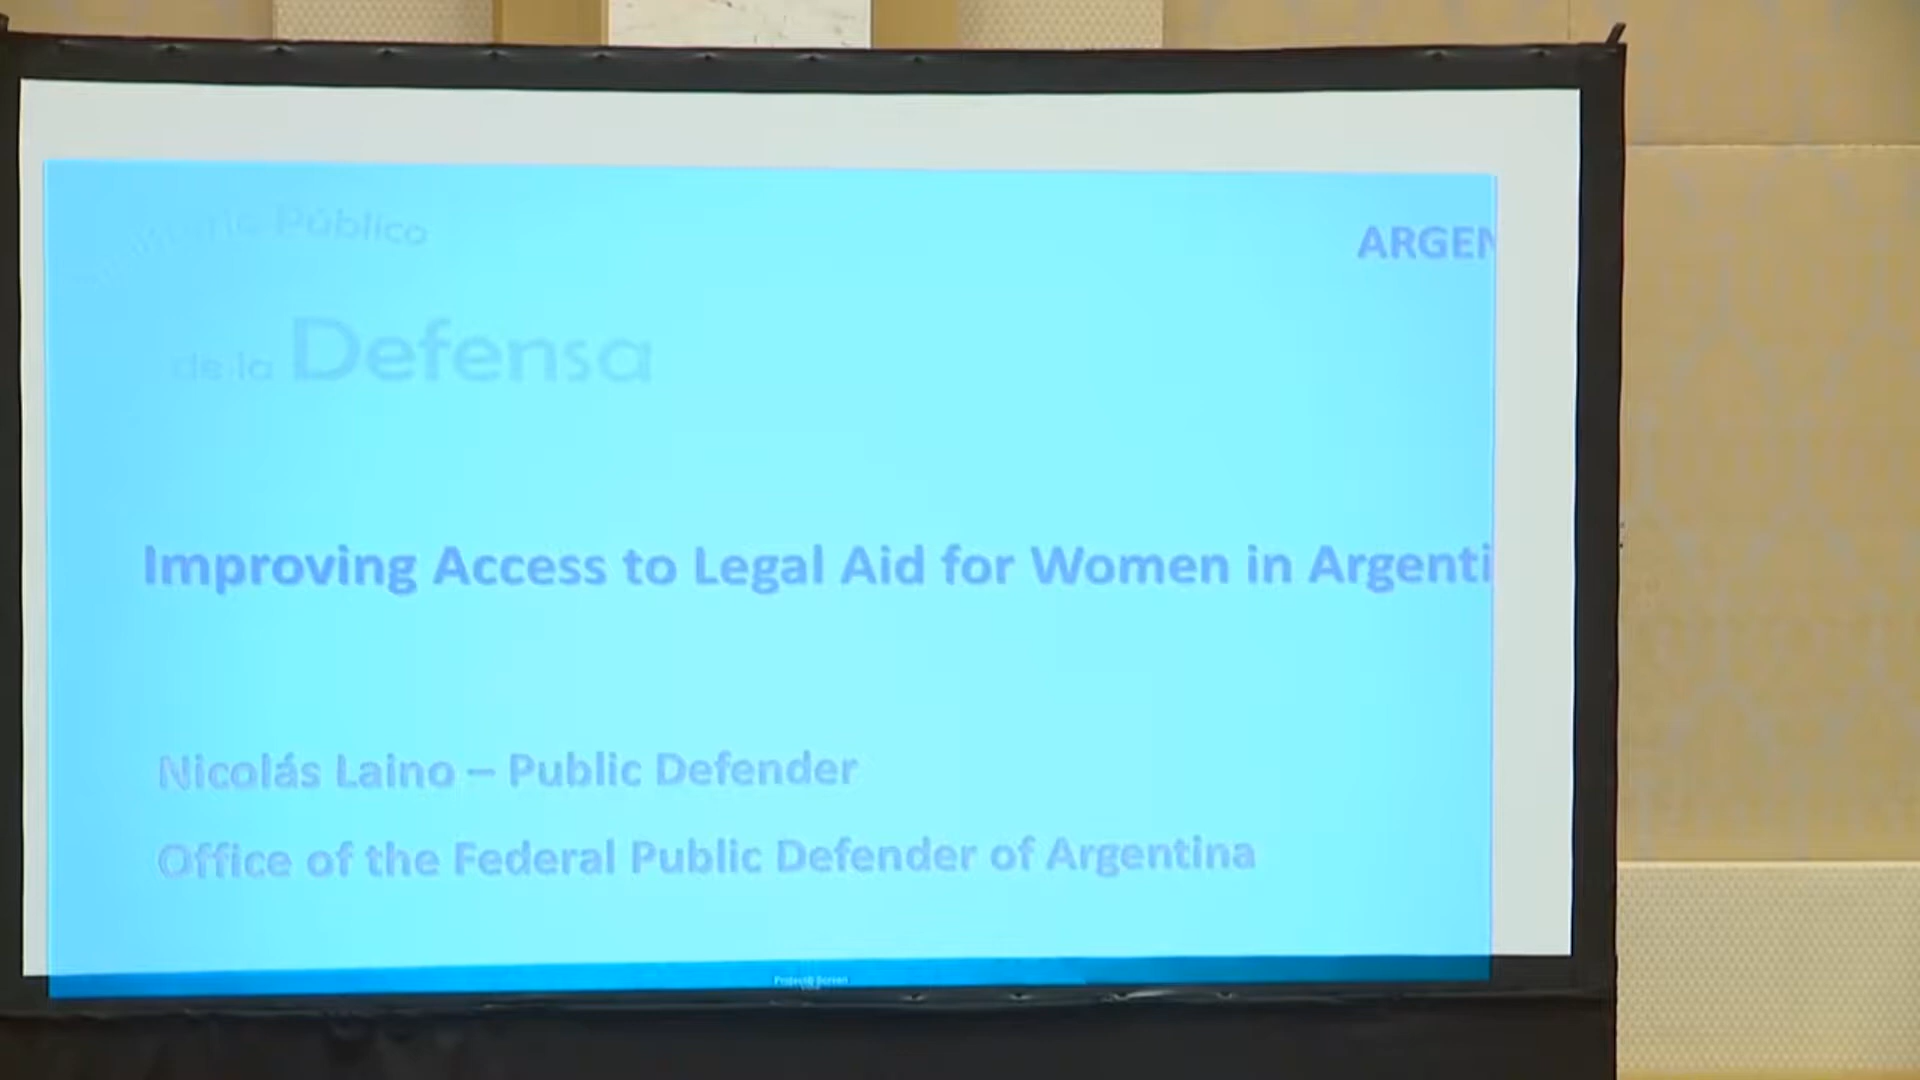 Ministerio Público
ARGEN
de la Defensa
Improving Access to Legal Aid for Women in Argenti
Nicolás Laino – Public Defender
Office of the Federal Public Defender of Argentina